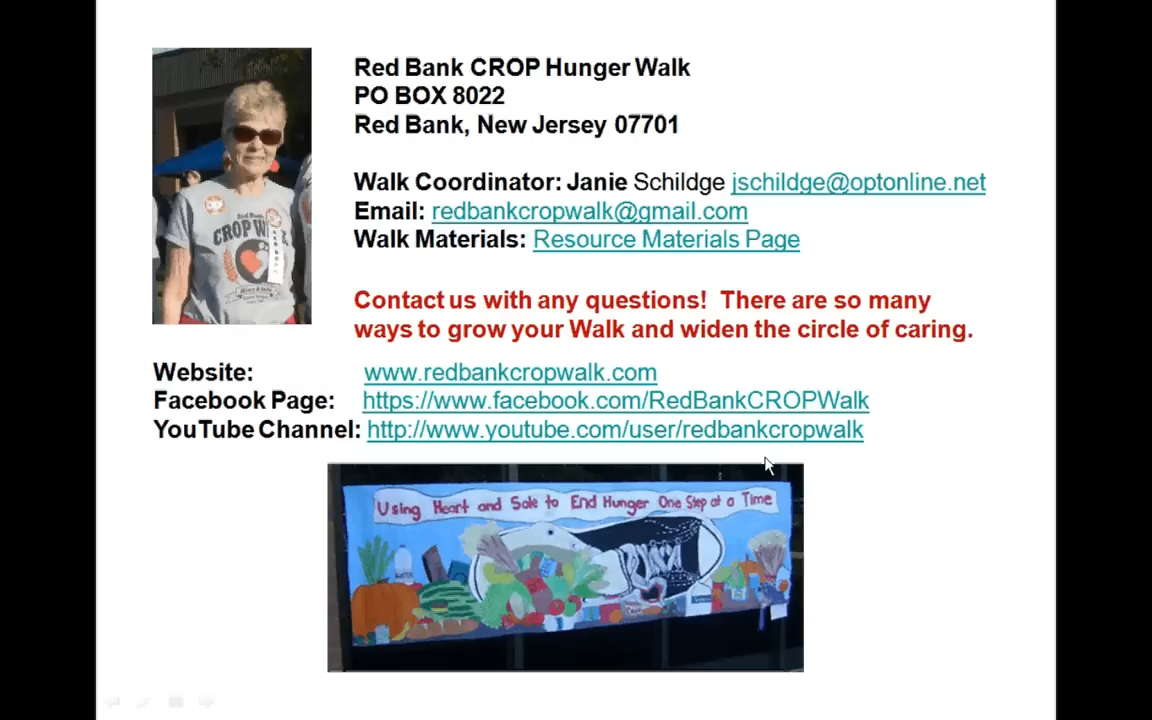 Red Bank CROP Hunger Walk
PO BOX 8022
Red Bank, New Jersey 07701
Walk Coordinator: Janie Schildge jschildge@optonline.net
Email: redbankcropwalk@gmail.com
Walk Materials: Resource Materials Page
Contact us with any questions! There are so many
ways to grow your Walk and widen the circle of caring.
Website: www.redbankcropwalk.com
Facebook Page: https://www.facebook.com/RedBankCROPWalk
YouTube Channel: http://www.youtube.com/user/redbankcropwalk
Red Bank
CROP W
Using Heart and Sole to End Hunger One Step at a Time